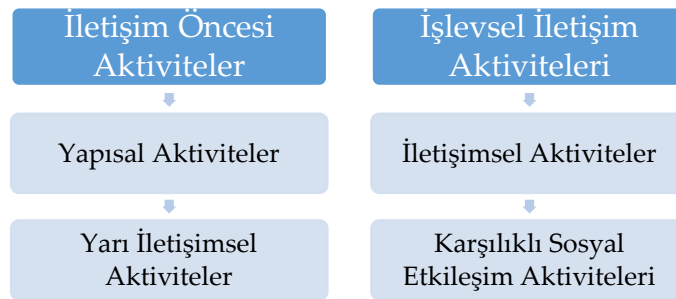 İletişim Öncesi
Aktiviteler
Yapısal Aktiviteler
Yarı İletişimsel
Aktiviteler
İşlevsel İletişim
Aktiviteleri
İletişimsel Aktiviteler
Karşılıklı Sosyal
Etkileşim Aktiviteleri